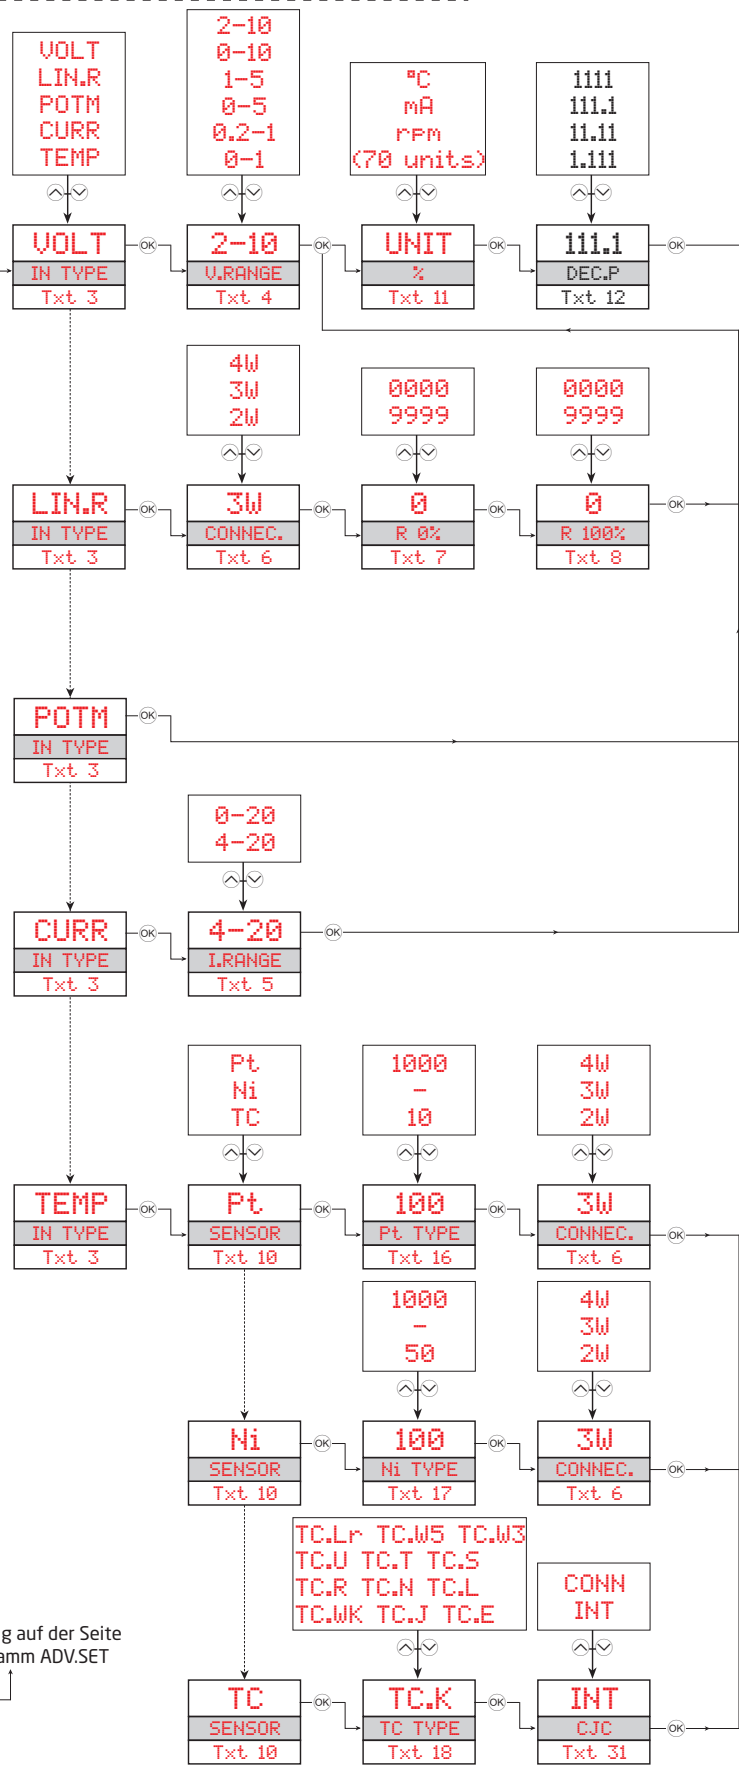 VOLT
LIN.R
POTM
CURR
TEMP
2-10
0-10
1-5
0-5
0.2-1
0-1
°C
mA
rpm
(70 units)
1111
111.1
11.11
1.111
VOLT
IN TYPE
Txt 3
OK
2-10
V.RANGE
Txt 4
OK
UNIT
%
Txt 11
OK
111.1
DEC.P
Txt 12
OK
4W
3W
2W
0000
9999
0000
9999
LIN.R
IN TYPE
Txt 3
OK
3W
CONNEC.
Txt 6
OK
0
R 0%
Txt 7
OK
0
R 100%
Txt 8
OK
POTM
IN TYPE
Txt 3
OK
0-20
4-20
CURR
IN TYPE
Txt 3
OK
4-20
I.RANGE
Txt 5
OK
Pt
Ni
TC
1000
-
10
4W
3W
2W
TEMP
IN TYPE
Txt 3
OK
Pt
SENSOR
Txt 10
OK
100
Pt TYPE
Txt 16
OK
3W
CONNEC.
Txt 6
OK
1000
-
50
4W
3W
2W
Ni
SENSOR
Txt 10
OK
100
Ni TYPE
Txt 17
OK
3W
CONNEC.
Txt 6
OK
TC.Lr TC.W5 TC.W3
TC.U TC.T TC.S
TC.R TC.N TC.L
TC.WK TC.J TC.E
CONN
INT
g auf der Seite
amm ADV.SET
TC
SENSOR
Txt 10
OK
TC.K
TC TYPE
Txt 18
OK
INT
CJC
Txt 31
OK